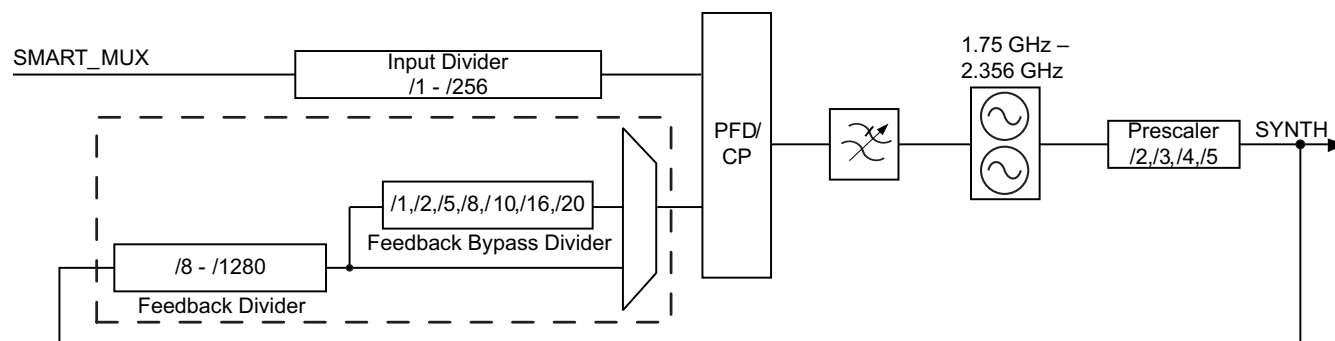 SMART_MUX
Input Divider
/1 - /256
1.75 GHz –
2.356 GHz
PFD/
CP
Prescaler
/2,/3,/4,/5
SYNTH
/1,/2,/5,/8,/10,/16,/20
Feedback Bypass Divider
/8 - /1280
Feedback Divider